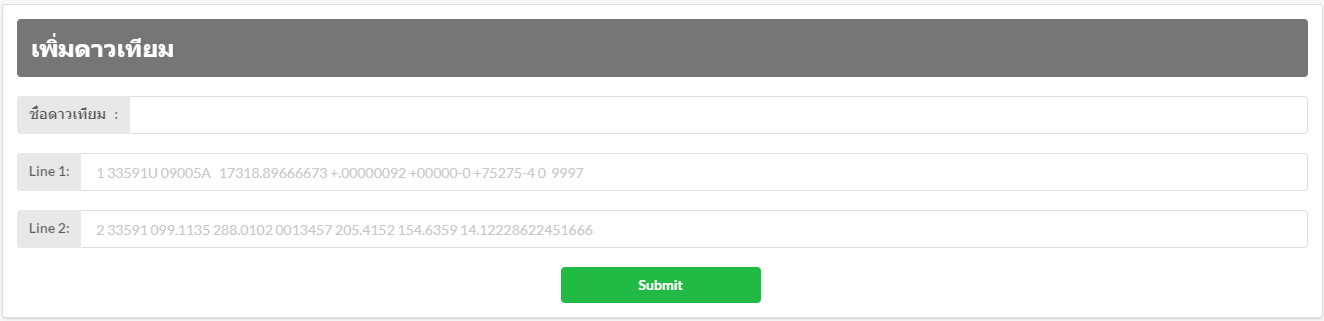 เพิ่มดาวเทียม
ชื่อดาวเทียม :
Line 1: 1 33591U 09005A 17318.89666673 +.00000092 +00000-0 +75275-4 0 9997
Line 2: 2 33591 099.1135 288.0102 0013457 205.4152 154.6359 14.12228622451666
Submit